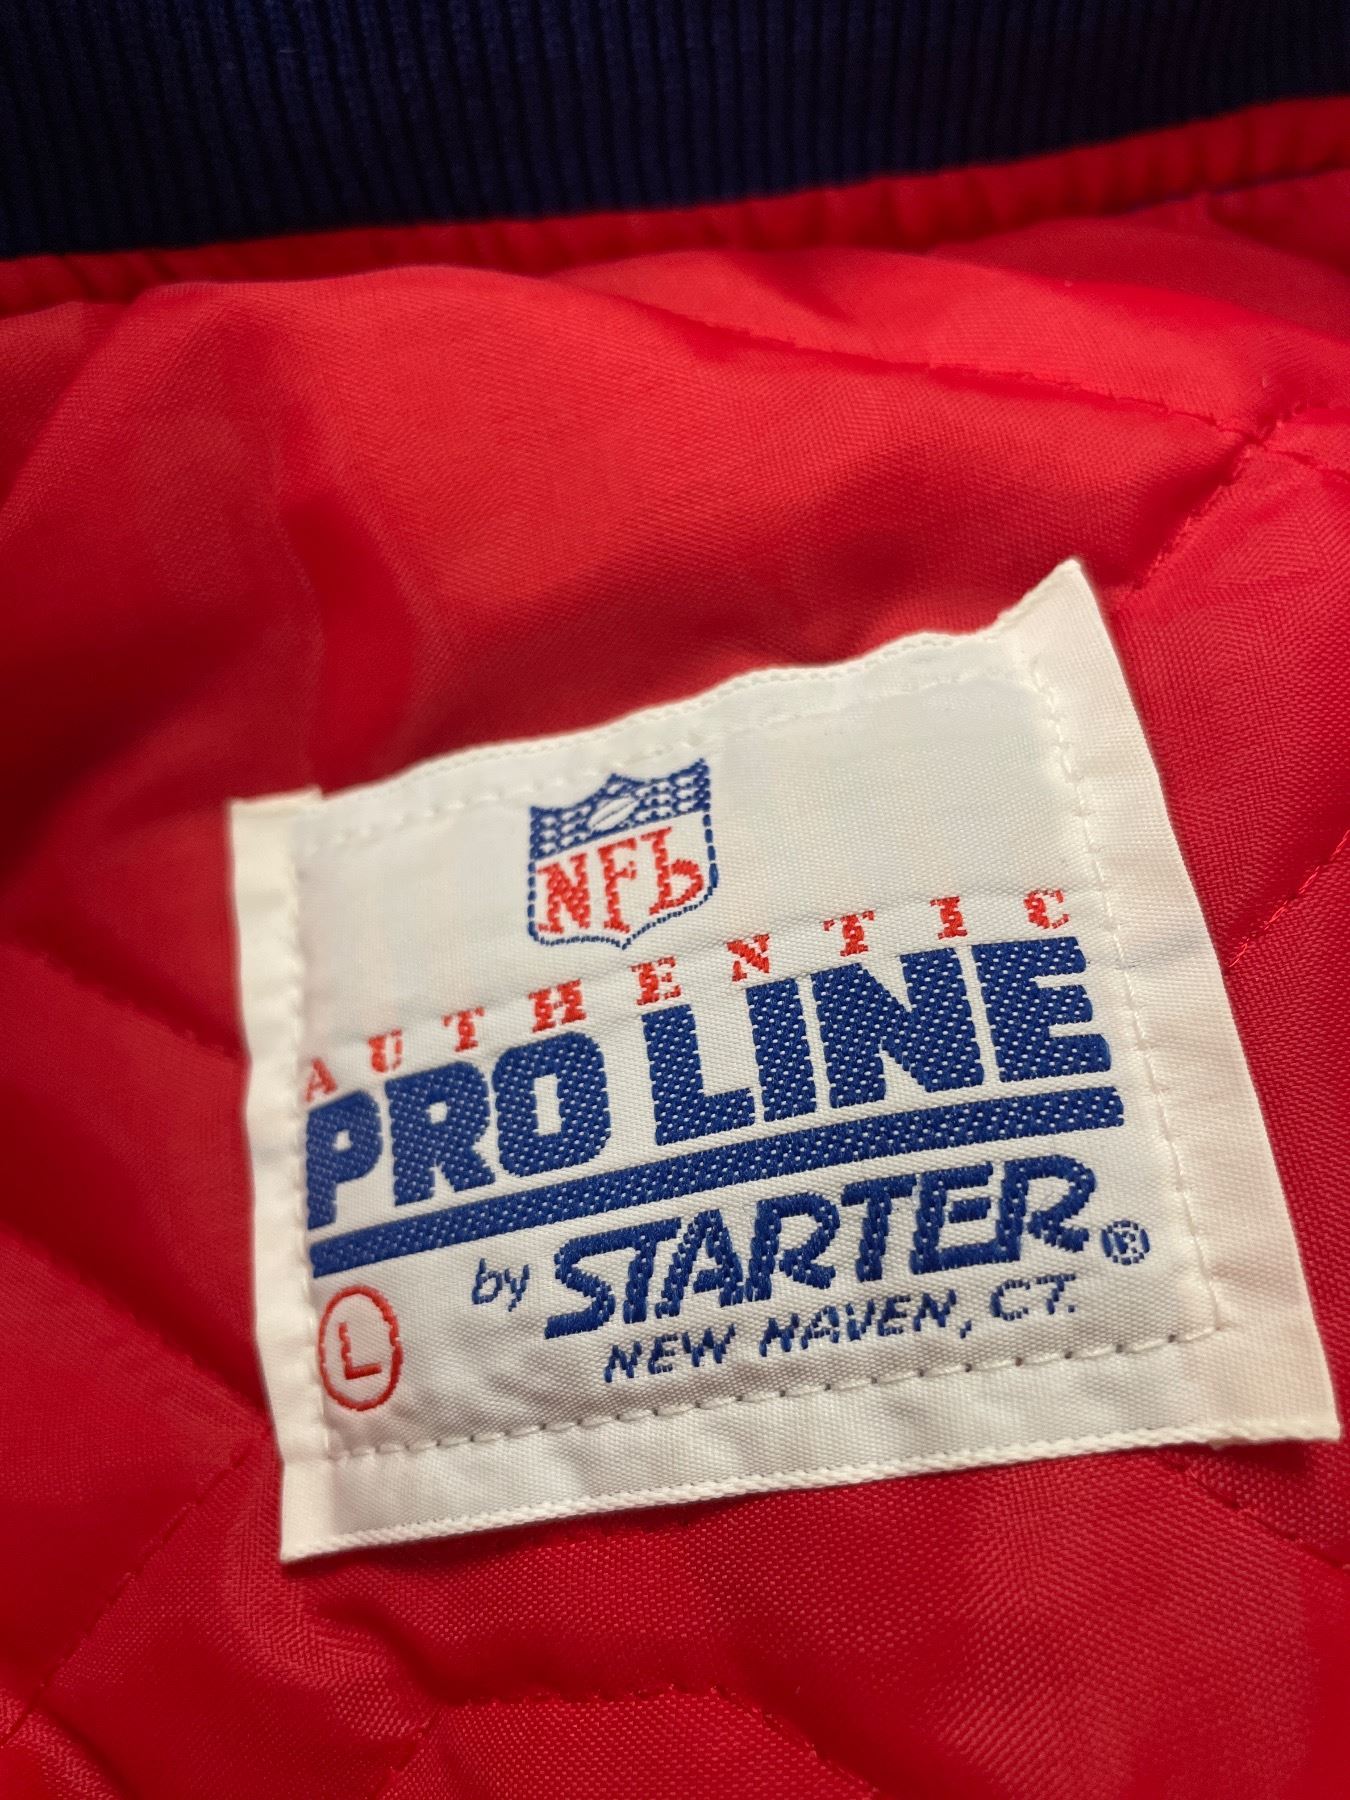 NFL
AUTHENTIC
PRO LINE
by STARTER®
L
NEW HAVEN, CT.